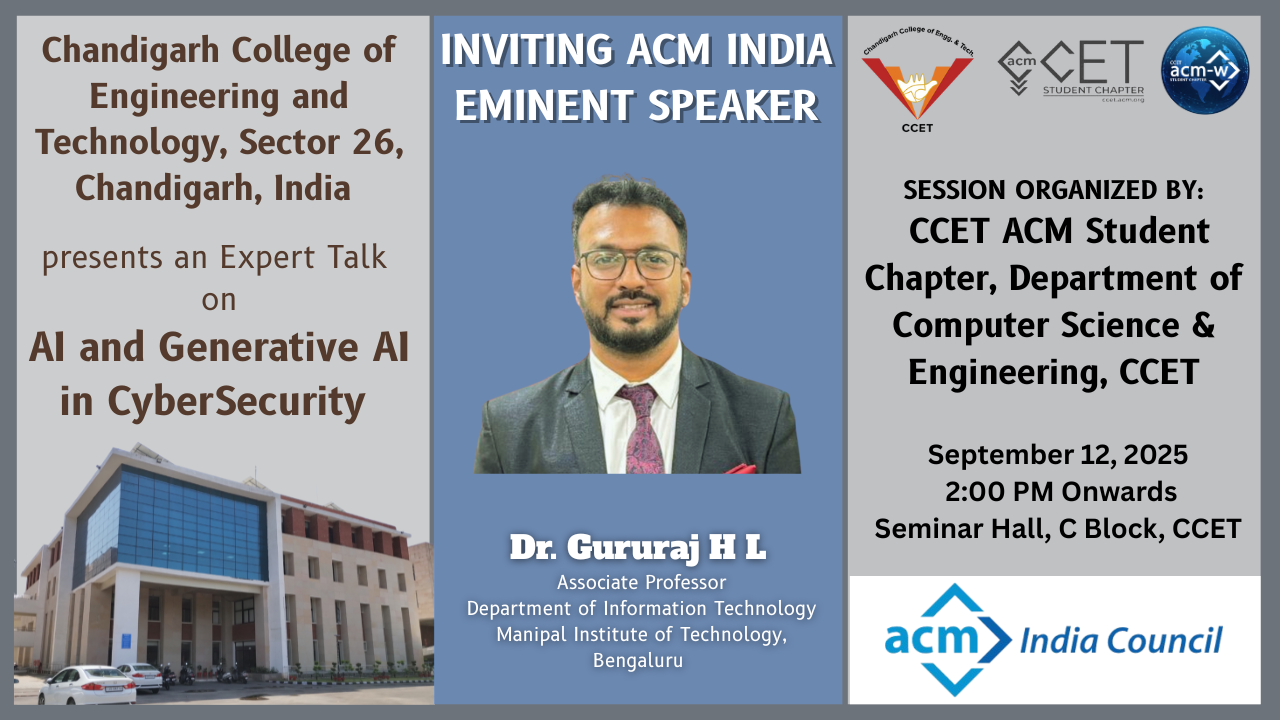 Chandigarh College of
Engineering and
Technology, Sector 26,
Chandigarh, India
presents an Expert Talk
on
AI and Generative AI
in CyberSecurity
INVITING ACM INDIA
EMINENT SPEAKER
Dr. Gururaj H L
Associate Professor
Department of Information Technology
Manipal Institute of Technology,
Bengaluru
Chandigarh College of Engg. & Tech.
CCET
acm CCET
STUDENT CHAPTER
ccet.acm.org
CCET
acm-w
STUDENT CHAPTER
SESSION ORGANIZED BY:
CCET ACM Student
Chapter, Department of
Computer Science &
Engineering, CCET
September 12, 2025
2:00 PM Onwards
Seminar Hall, C Block, CCET
acm India Council